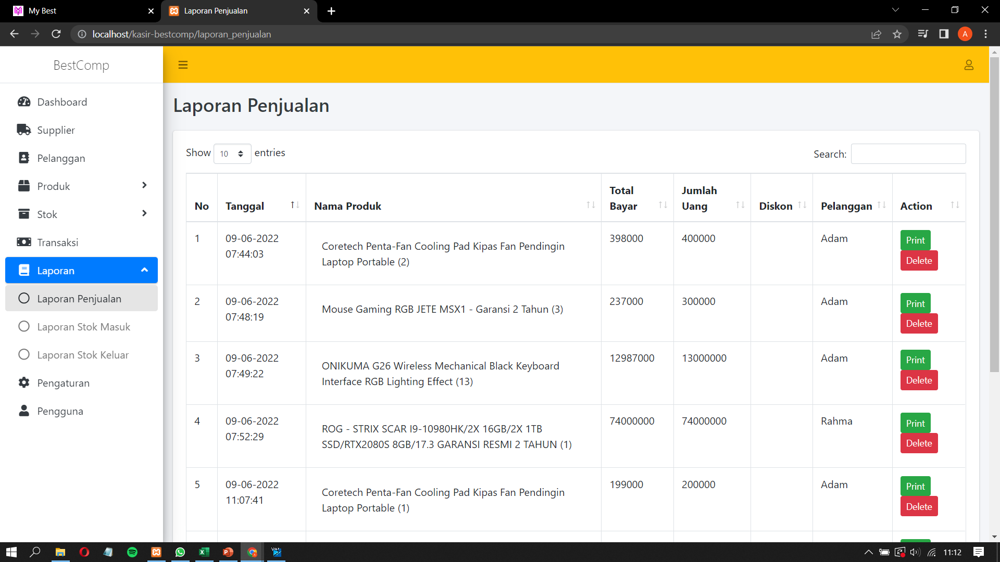 My Best
Laporan Penjualan
localhost/kasir-bestcomp/laporan_penjualan
A
BestComp
Dashboard
Supplier
Pelanggan
Produk
Stok
Transaksi
Laporan
Laporan Penjualan
Laporan Stok Masuk
Laporan Stok Keluar
Pengaturan
Pengguna
Laporan Penjualan
Show 10 entries
Search:
No Tanggal Nama Produk Total Bayar Jumlah Uang Diskon Pelanggan Action
1 09-06-2022 07:44:03 Coretech Penta-Fan Cooling Pad Kipas Fan Pendingin Laptop Portable (2) 398000 400000 Adam Print Delete
2 09-06-2022 07:48:19 Mouse Gaming RGB JETE MSX1 - Garansi 2 Tahun (3) 237000 300000 Adam Print Delete
3 09-06-2022 07:49:22 ONIKUMA G26 Wireless Mechanical Black Keyboard Interface RGB Lighting Effect (13) 12987000 13000000 Adam Print Delete
4 09-06-2022 07:52:29 ROG - STRIX SCAR I9-10980HK/2X 16GB/2X 1TB SSD/RTX2080S 8GB/17.3 GARANSI RESMI 2 TAHUN (1) 74000000 74000000 Rahma Print Delete
5 09-06-2022 11:07:41 Coretech Penta-Fan Cooling Pad Kipas Fan Pendingin Laptop Portable (1) 199000 200000 Adam Print Delete
11:12